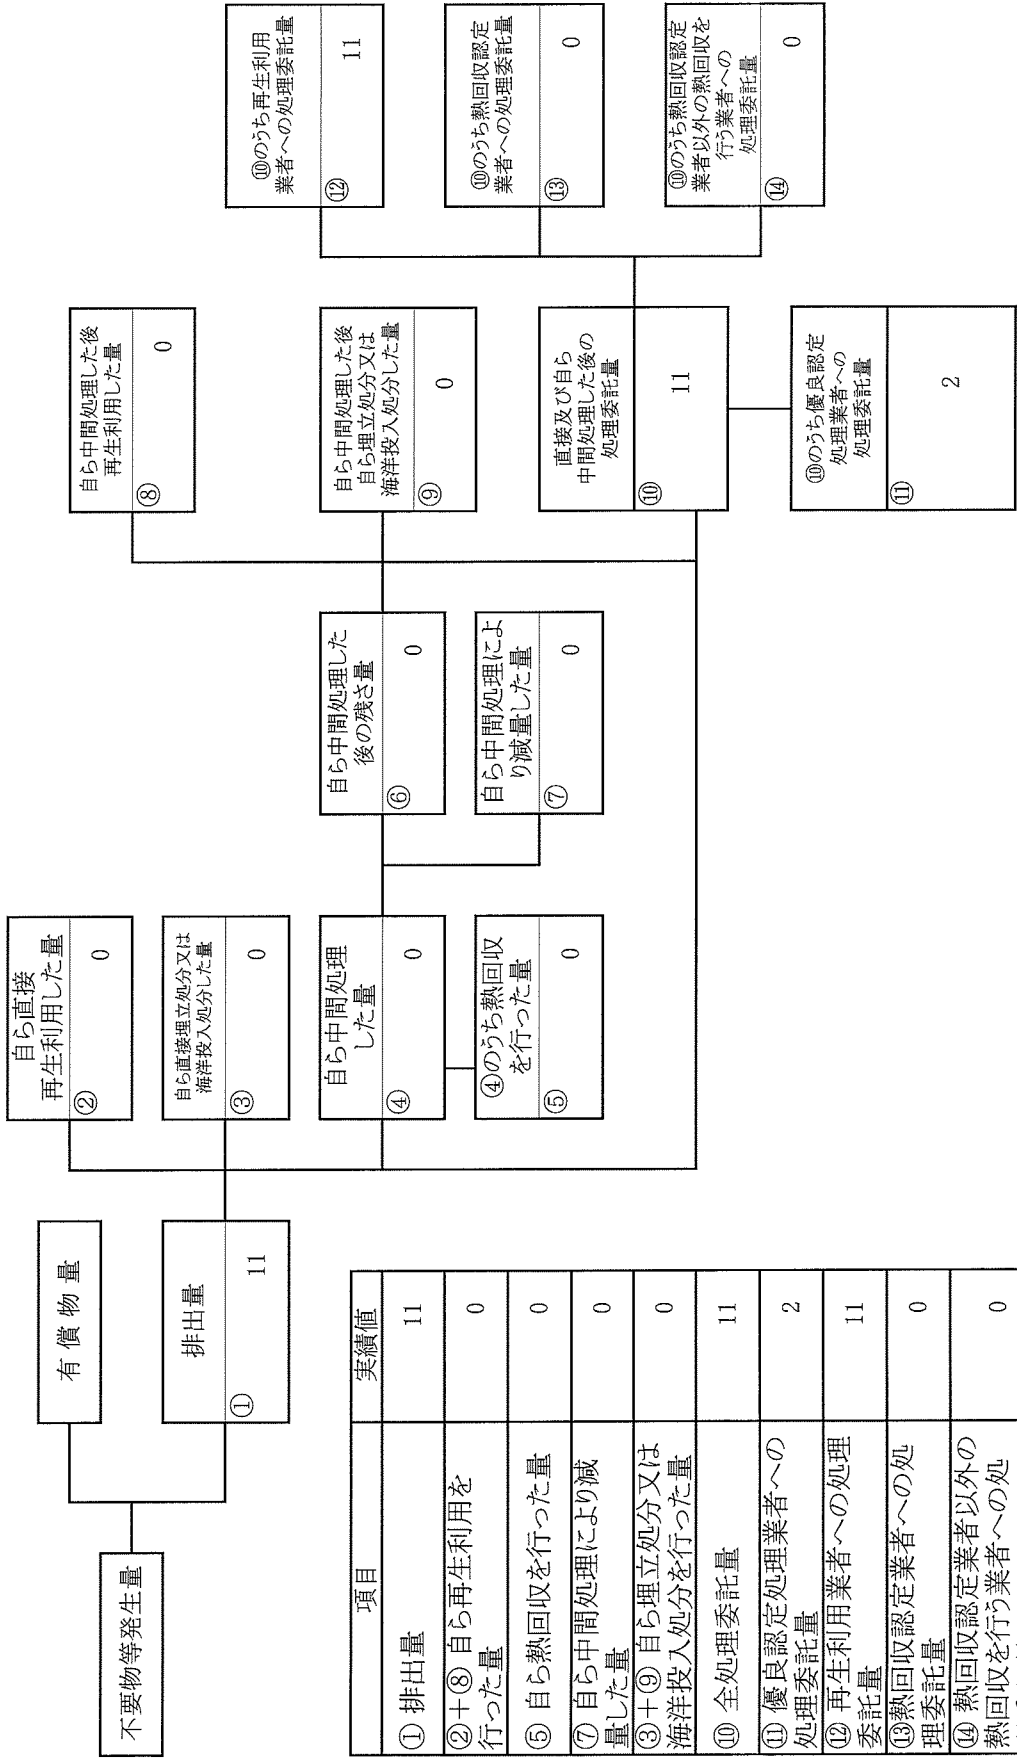 不要物等発生量
有 償 物 量
排出量
①
11
自ら直接
再生利用した量
②
0
自ら直接埋立処分又は
海洋投入処分した量
③
0
自ら中間処理
した量
④
0
④のうち熱回収
を行った量
⑤
0
自ら中間処理した
後の残さ量
⑥
0
自ら中間処理によ
り減量した量
⑦
0
自ら中間処理した後
再生利用した量
⑧
0
自ら中間処理した後
自ら埋立処分又は
海洋投入処分した量
⑨
0
直接及び自ら
中間処理した後の
処理委託量
⑩
11
⑩のうち優良認定
処理業者への
処理委託量
⑪
2
⑩のうち再生利用
業者への処理委託量
⑫
11
⑩のうち熱回収認定
業者への処理委託量
⑬
0
⑩のうち熱回収認定
業者以外の熱回収を
行う業者への
処理委託量
⑭
0
項目 実績値
① 排出量 11
②+⑧ 自ら再生利用を
行った量 0
⑤ 自ら熱回収を行った量 0
⑦ 自ら中間処理により減
量した量 0
③+⑨ 自ら埋立処分又は
海洋投入処分を行った量 0
⑩ 全処理委託量 11
⑪ 優良認定処理業者への
処理委託量 2
⑫ 再生利用業者への処理
委託量 11
⑬熱回収認定業者への処
理委託量 0
⑭ 熱回収認定業者以外の
熱回収を行う業者への処 0